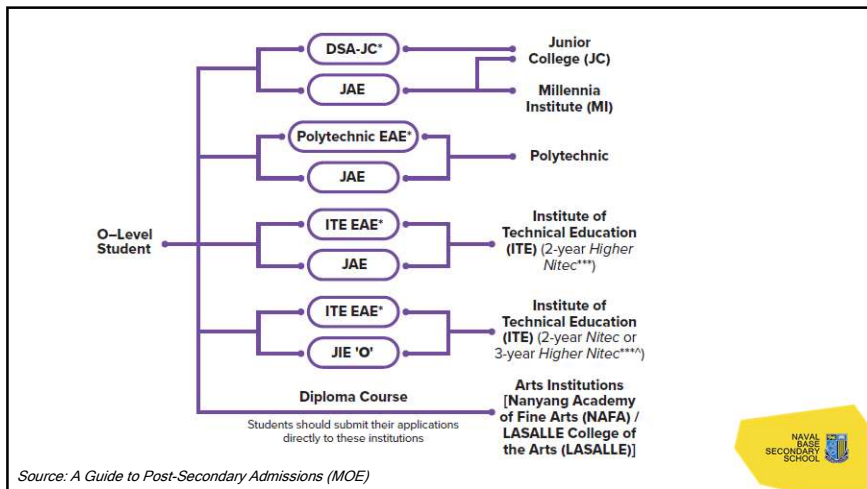 DSA-JC*
JAE
Junior
College (JC)
Millennia
Institute (MI)
Polytechnic EAE*
JAE
Polytechnic
O–Level
Student
ITE EAE*
JAE
Institute of
Technical Education
(ITE) (2-year Higher
Nitec***)
ITE EAE*
JIE 'O'
Institute of
Technical Education
(ITE) (2-year Nitec or
3-year Higher Nitec***^)
Diploma Course
Students should submit their applications
directly to these institutions
Arts Institutions
[Nanyang Academy
of Fine Arts (NAFA) /
LASALLE College of
the Arts (LASALLE)]
NAVAL
BASE
SECONDARY
SCHOOL
Source: A Guide to Post-Secondary Admissions (MOE)